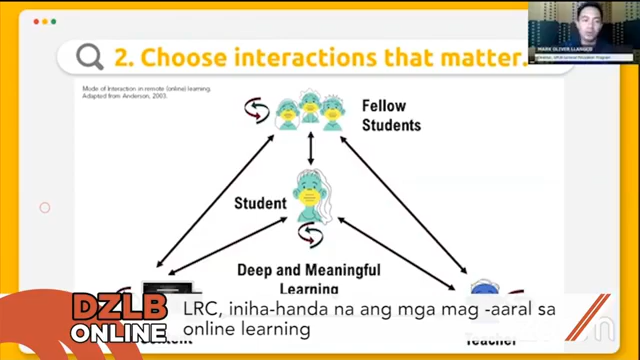 2. Choose interactions that matter.
MARK OLIVER LLANGCO
Mode of Interaction in remote (online) learning.
Adapted from Anderson, 2003.
Fellow
Students
Student
Deep and Meaningful
Learning
Teacher
DZLB
ONLINE
LRC, iniha-handa na ang mga mag -aaral sa
online learning